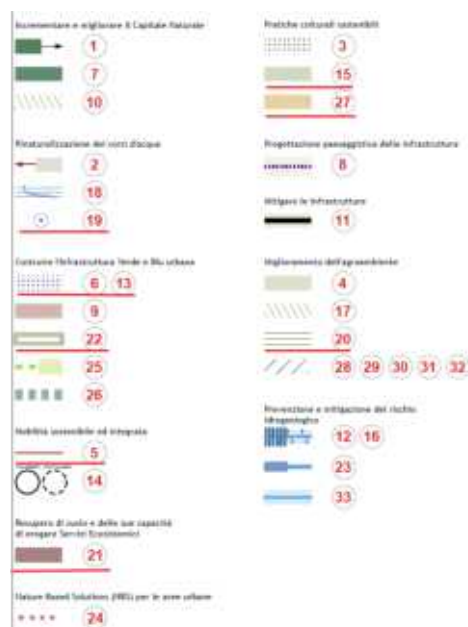 Incrementare e migliorare il Capitale Naturale
1
7
10
Rinaturalizzazione dei corsi d'acqua
2
18
19
Costruire l'Infrastruttura Verde e Blu urbana
6 13
9
22
25
26
Mobilità sostenibile ed integrata
5
14
Recupero di suolo e delle sue capacità
di erogare Servizi Ecosistemici
21
Nature Based Solutions (NBS) per le aree urbane
24
Pratiche colturali sostenibili
3
15
27
Progettazione paesaggistica delle infrastrutture
8
Mitigare le infrastrutture
11
Miglioramento dell'agroambiente
4
17
20
28 29 30 31 32
Prevenzione e mitigazione del rischio
idrogeologico
12 16
23
33